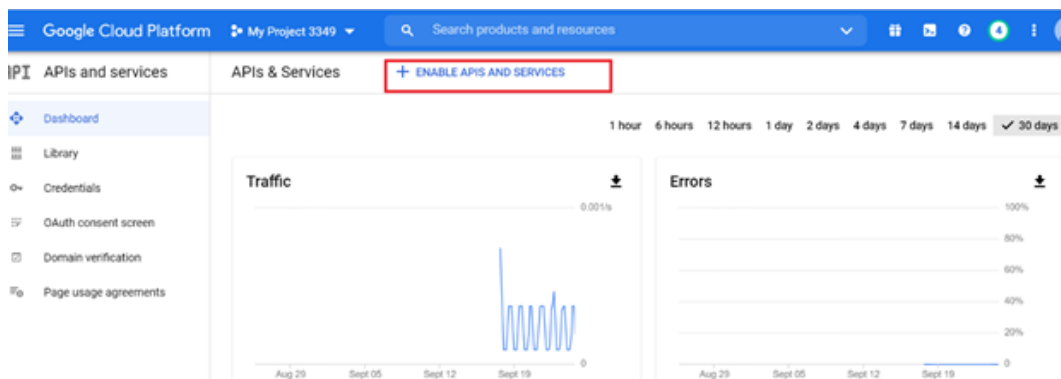 Google Cloud Platform My Project 3349 Search products and resources 4
API APIs and services
APIs & Services + ENABLE APIS AND SERVICES
Dashboard
Library
Credentials
OAuth consent screen
Domain verification
Page usage agreements
1 hour 6 hours 12 hours 1 day 2 days 4 days 7 days 14 days ✓ 30 days
Traffic
0.001/s
0
Aug 29 Sept 05 Sept 12 Sept 19
Errors
100%
80%
60%
40%
20%
0
Aug 29 Sept 05 Sept 12 Sept 19